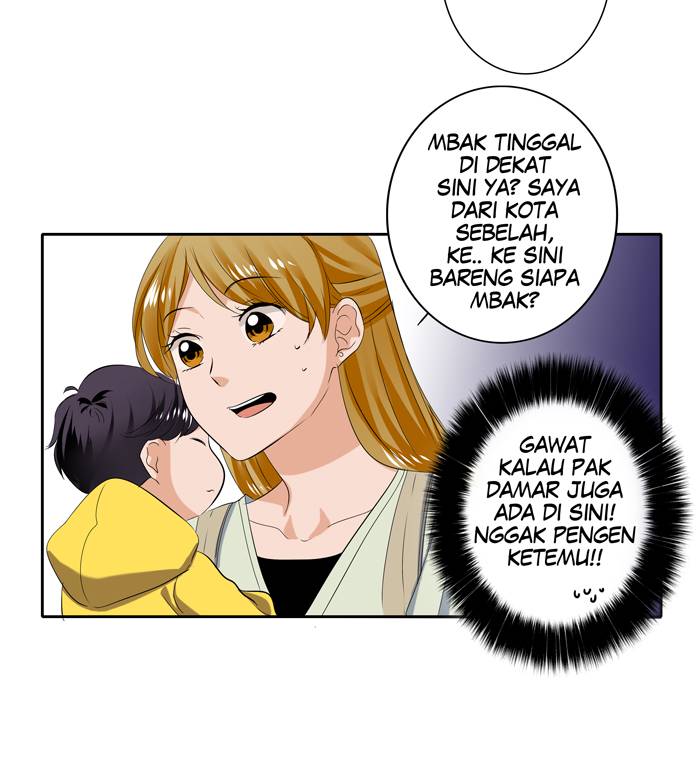 MBAK TINGGAL
DI DEKAT
SINI YA? SAYA
DARI KOTA
SEBELAH,
KE.. KE SINI
BARENG SIAPA
MBAK?
GAWAT
KALAU PAK
DAMAR JUGA
ADA DI SINI!
NGGAK PENGEN
KETEMU!!